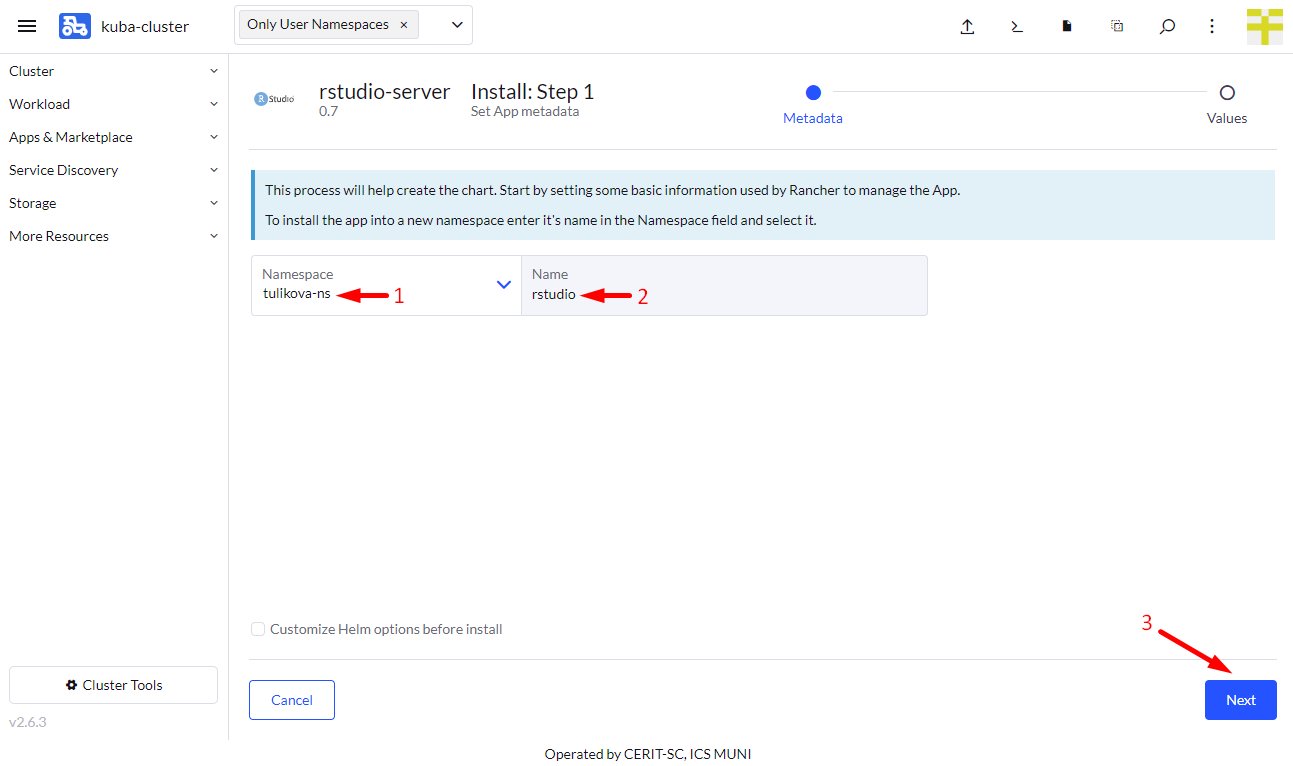 kuba-cluster
Only User Namespaces ×
Cluster
Workload
Apps & Marketplace
Service Discovery
Storage
More Resources
R Studio
rstudio-server
0.7
Install: Step 1
Set App metadata
Metadata
Values
This process will help create the chart. Start by setting some basic information used by Rancher to manage the App.
To install the app into a new namespace enter it's name in the Namespace field and select it.
Namespace
tulikova-ns
1
Name
rstudio
2
Customize Helm options before install
3
Cluster Tools
Cancel
Next
v2.6.3
Operated by CERIT-SC, ICS MUNI